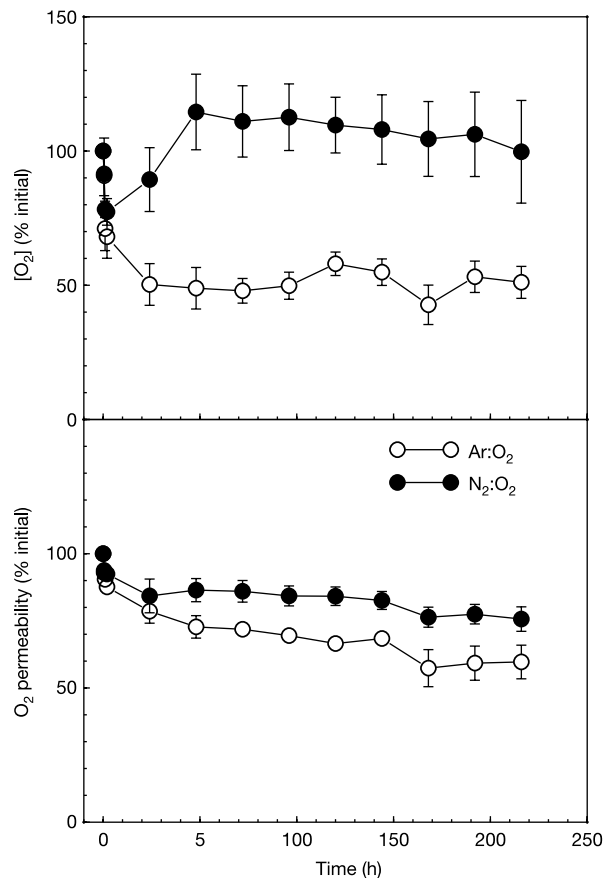 150
100
50
0
[O₂] (% initial)
Ar:O₂
N₂:O₂
100
50
0
O₂ permeability (% initial)
0 5 100 150 200 250
Time (h)